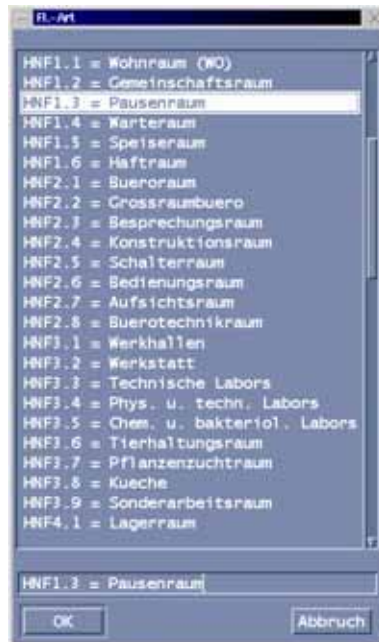 Fl.-Art
HNF1.1 = Wohnraum (WO)
HNF1.2 = Gemeinschaftsraum
HNF1.3 = Pausenraum
HNF1.4 = Warteraum
HNF1.5 = Speiseraum
HNF1.6 = Haftraum
HNF2.1 = Bueroraum
HNF2.2 = Grossraumbuero
HNF2.3 = Besprechungsraum
HNF2.4 = Konstruktionsraum
HNF2.5 = Schalterraum
HNF2.6 = Bedienungsraum
HNF2.7 = Aufsichtsraum
HNF2.8 = Buerotechnikraum
HNF3.1 = Werkhallen
HNF3.2 = Werkstatt
HNF3.3 = Technische Labors
HNF3.4 = Phys. u. techn. Labors
HNF3.5 = Chem. u. bakteriol. Labors
HNF3.6 = Tierhaltungsraum
HNF3.7 = Pflanzenzuchtraum
HNF3.8 = Kueche
HNF3.9 = Sonderarbeitsraum
HNF4.1 = Lagerraum
HNF1.3 = Pausenraum
OK Abbruch